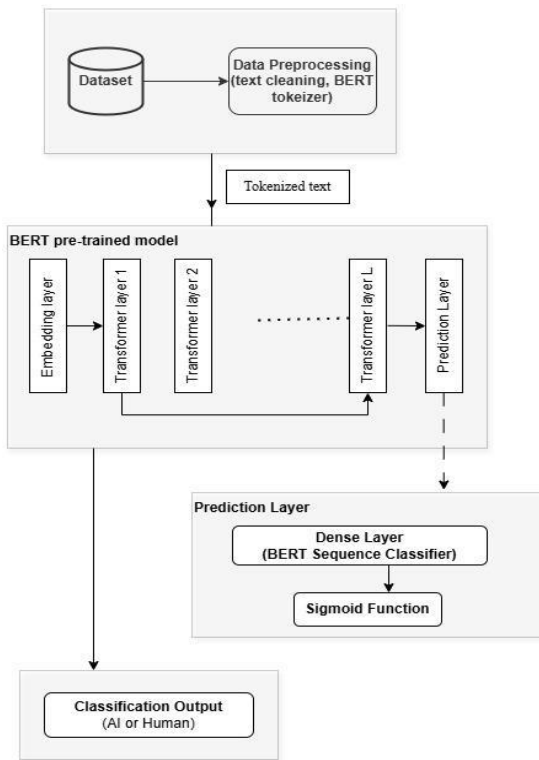 Dataset
Data Preprocessing
(text cleaning, BERT
tokeizer)
Tokenized text
BERT pre-trained model
Embedding layer
Transformer layer 1
Transformer layer 2
Transformer layer L
Prediction Layer
Prediction Layer
Dense Layer
(BERT Sequence Classifier)
Sigmoid Function
Classification Output
(AI or Human)